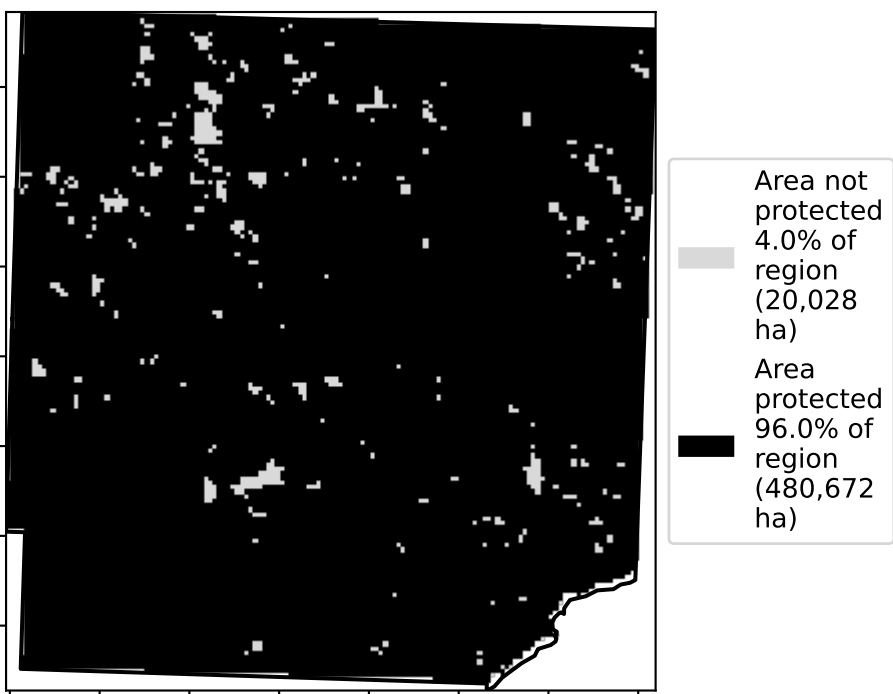 Area not
protected
4.0% of
region
(20,028
ha)
Area
protected
96.0% of
region
(480,672
ha)